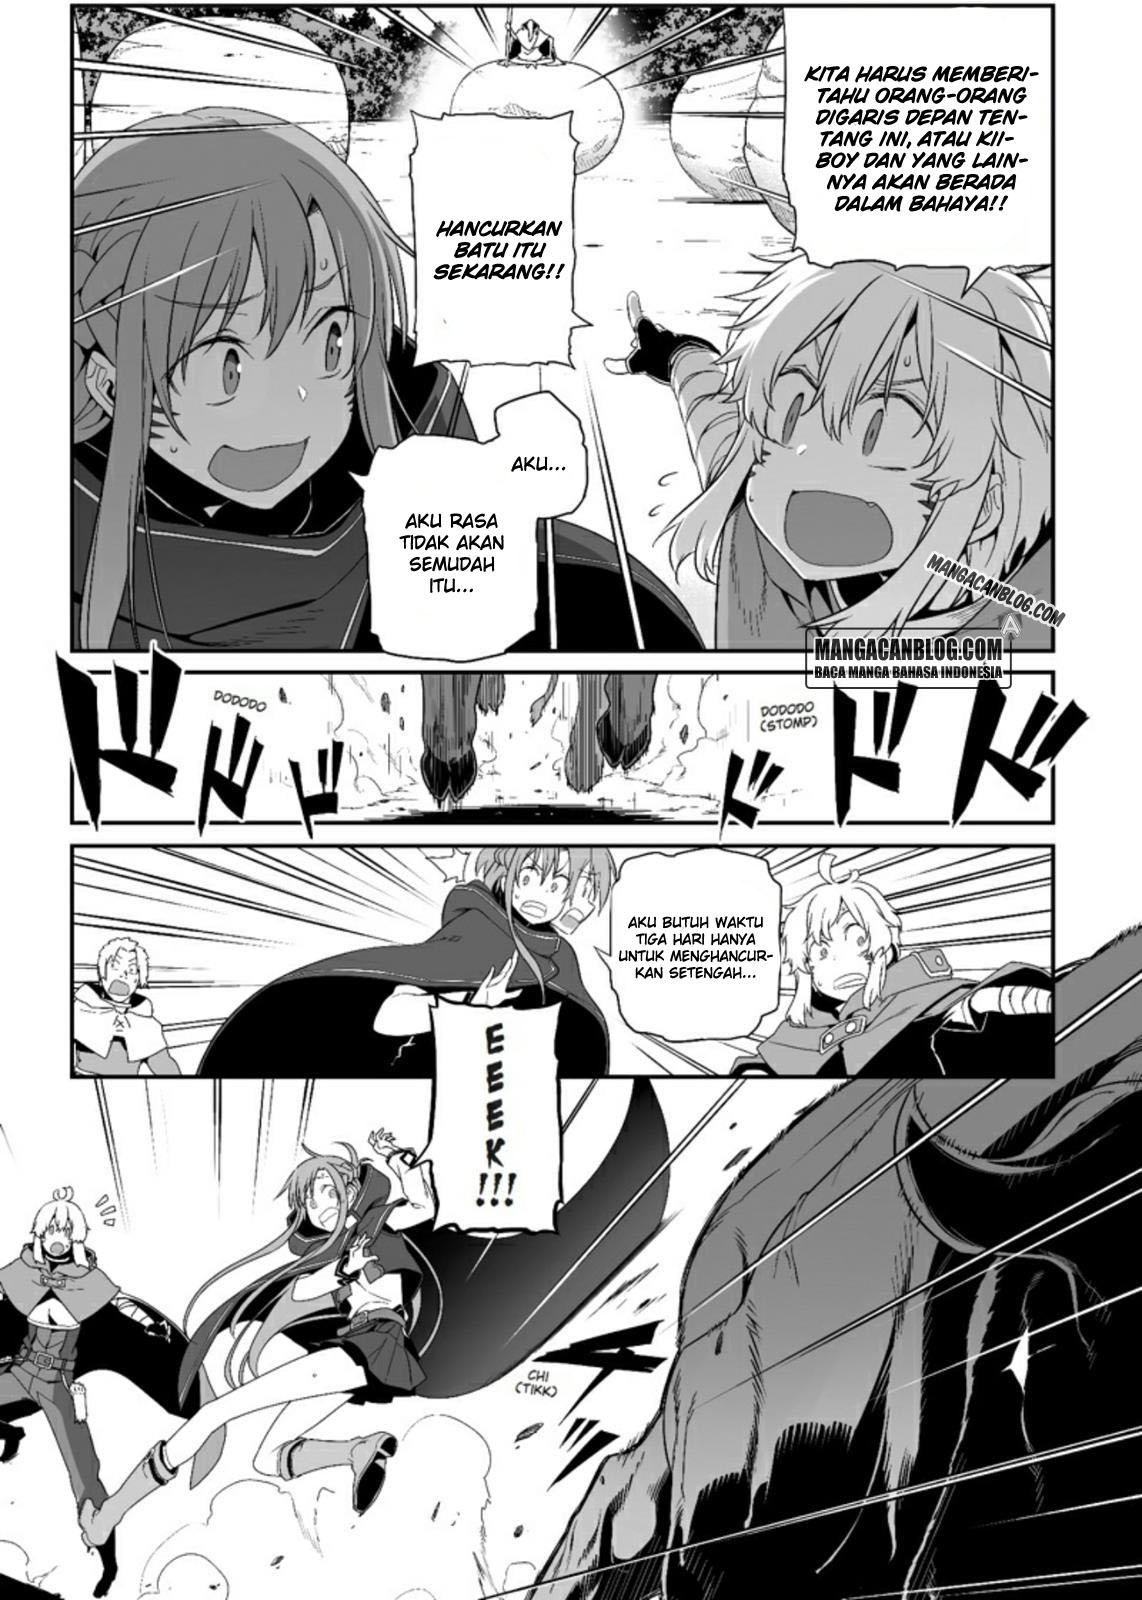 KITA HARUS MEMBERI-
TAHU ORANG-ORANG
DIGARIS DEPAN TEN-
TANG INI, ATAU KII-
BOY DAN YANG LAIN-
NYA AKAN BERADA
DALAM BAHAYA!!
HANCURKAN
BATU ITU
SEKARANG!!
AKU...
AKU RASA
TIDAK AKAN
SEMUDAH
ITU...
MANGACANBLOG.COM
MANGACANBLOG.COM
BACA MANGA BAHASA INDONESIA
ドドド
DODODO
(STOMP)
ドドド
DODODO
AKU BUTUH WAKTU
TIGA HARI HANYA
UNTUK MENGHANCUR-
KAN SETENGAH...
EEEK!!!
CHI
(TIKK)